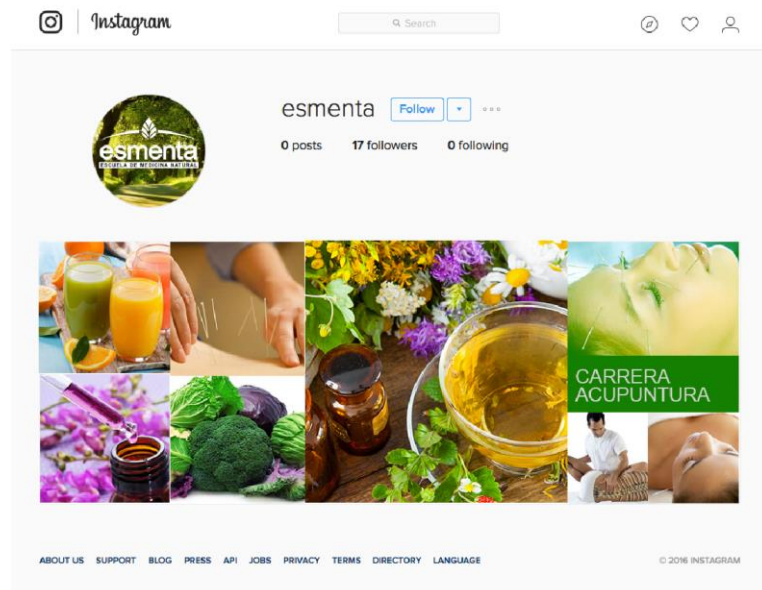 Instagram
Search
esmenta
Follow
0 posts 17 followers 0 following
esmenta
ESCUELA DE MEDICINA NATURAL
CARRERA
ACUPUNTURA
ABOUT US SUPPORT BLOG PRESS API JOBS PRIVACY TERMS DIRECTORY LANGUAGE
© 2016 INSTAGRAM